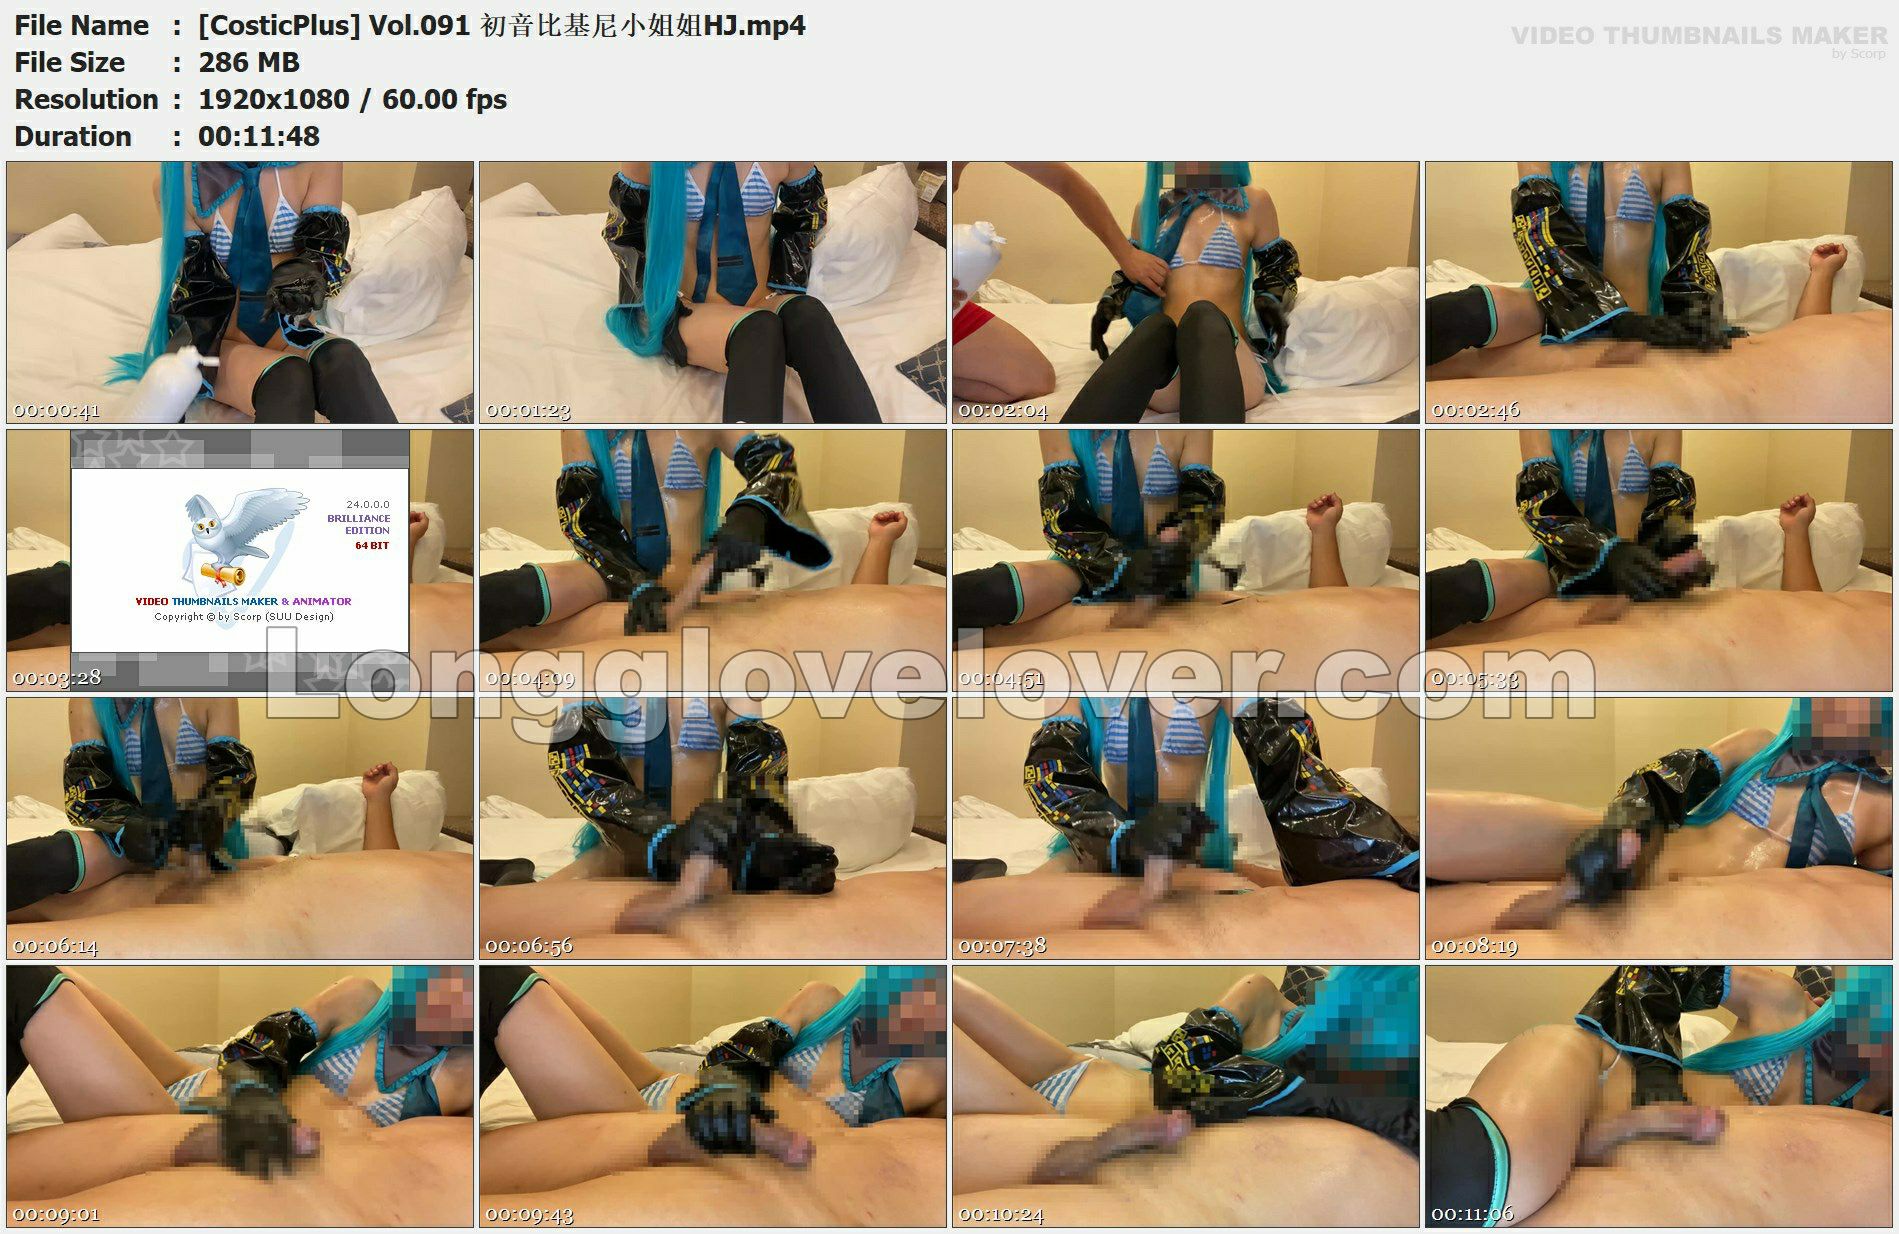 File Name : [CosticPlus] Vol.091 初音比基尼小姐姐HJ.mp4
File Size : 286 MB
Resolution : 1920x1080 / 60.00 fps
Duration : 00:11:48
VIDEO THUMBNAILS MAKER
by Scorp
00:00:41
00:01:23
00:02:04
00:02:46
24.0.0.0
BRILLIANCE
EDITION
64 BIT
VIDEO THUMBNAILS MAKER & ANIMATOR
Copyright © by Scorp (SUU Design)
00:03:28
00:04:09
00:04:51
00:05:33
Longglovelover.com
00:06:14
00:06:56
00:07:38
00:08:19
00:09:01
00:09:43
00:10:24
00:11:06